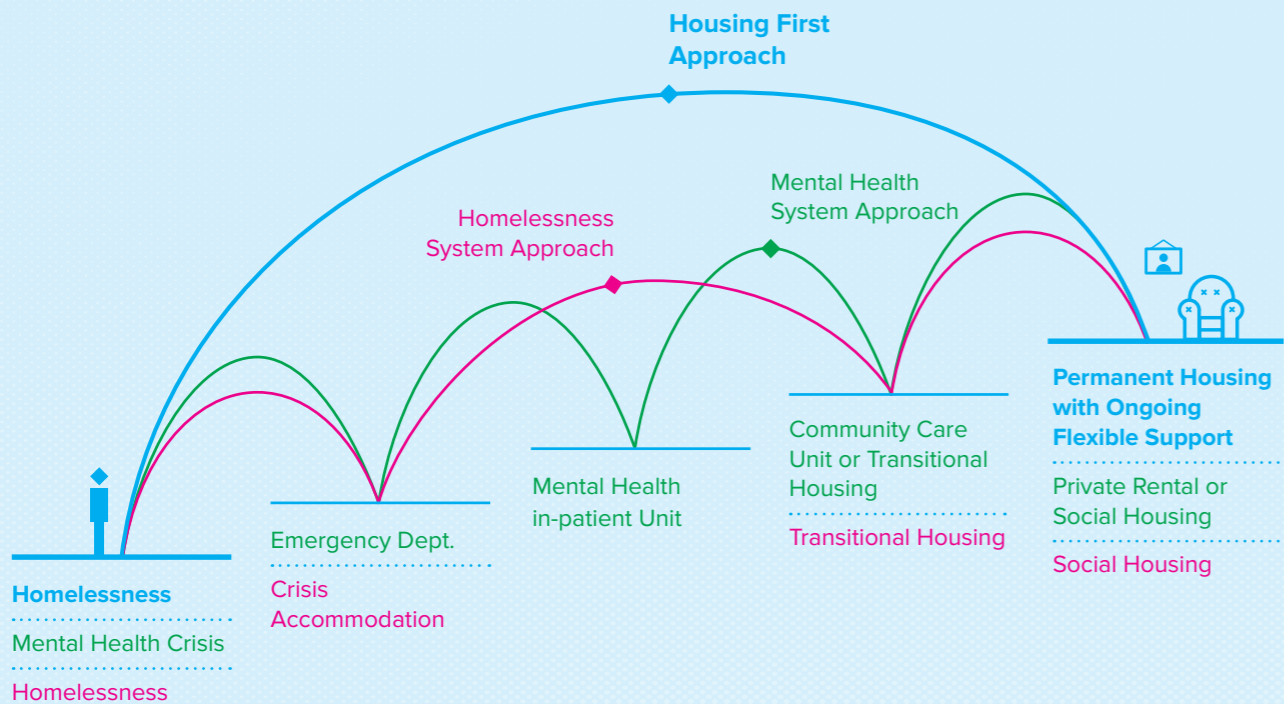 Housing First
Approach
Mental Health
System Approach
Homelessness
System Approach
Homelessness
Mental Health Crisis
Homelessness
Emergency Dept.
Crisis
Accommodation
Mental Health
in-patient Unit
Community Care
Unit or Transitional
Housing
Transitional Housing
Permanent Housing
with Ongoing
Flexible Support
Private Rental or
Social Housing
Social Housing